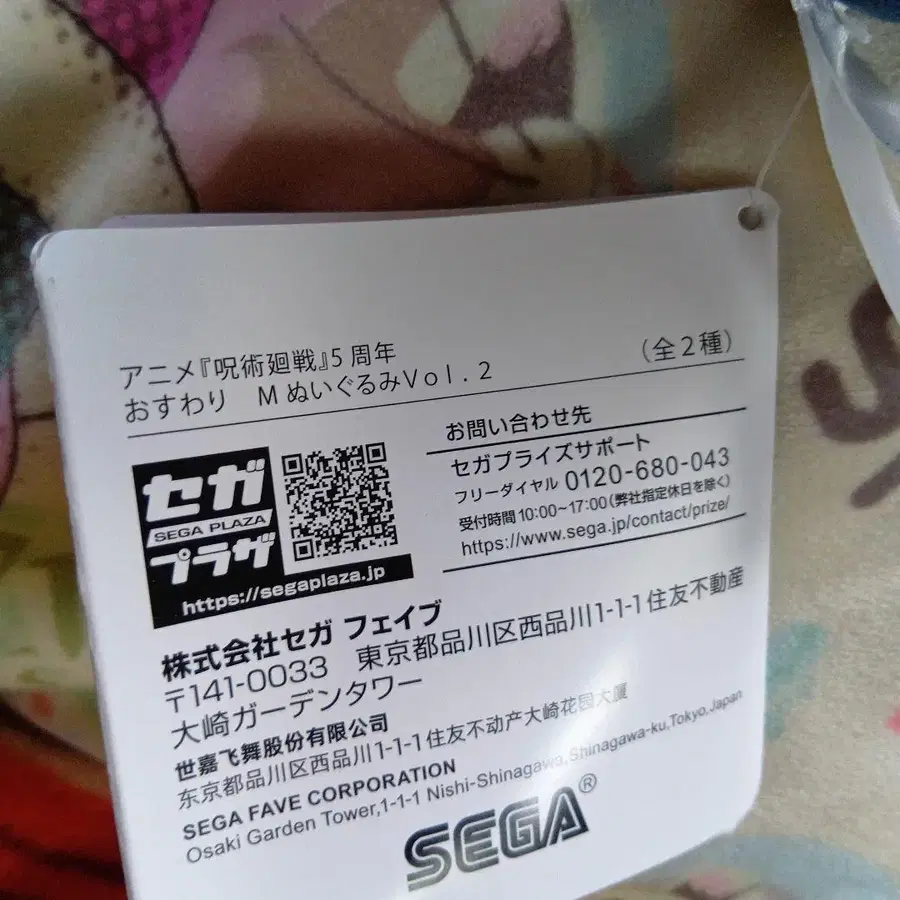 アニメ『呪術廻戦』5周年
おすわり　MぬいぐるみVol.2
（全2種）
セガ
SEGA PLAZA
プラザ
https://segaplaza.jp
お問い合わせ先
セガプライズサポート
フリーダイヤル 0120-680-043
受付時間 10:00~17:00(弊社指定休日を除く)
https://www.sega.jp/contact/prize/
株式会社セガ フェイブ
〒141-0033　東京都品川区西品川1-1-1住友不動産
大崎ガーデンタワー
世嘉飞舞股份有限公司
东京都品川区西品川1-1-1住友不动产大崎花园大厦
SEGA FAVE CORPORATION
Osaki Garden Tower,1-1-1 Nishi-Shinagawa,Shinagawa-ku,Tokyo,Japan
SEGA®